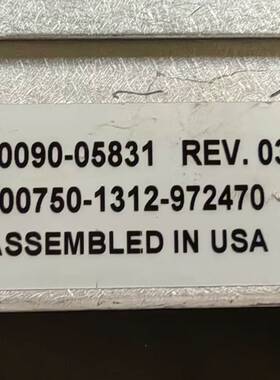 0090-05831 REV. 03
00750-1312-972470
ASSEMBLED IN USA